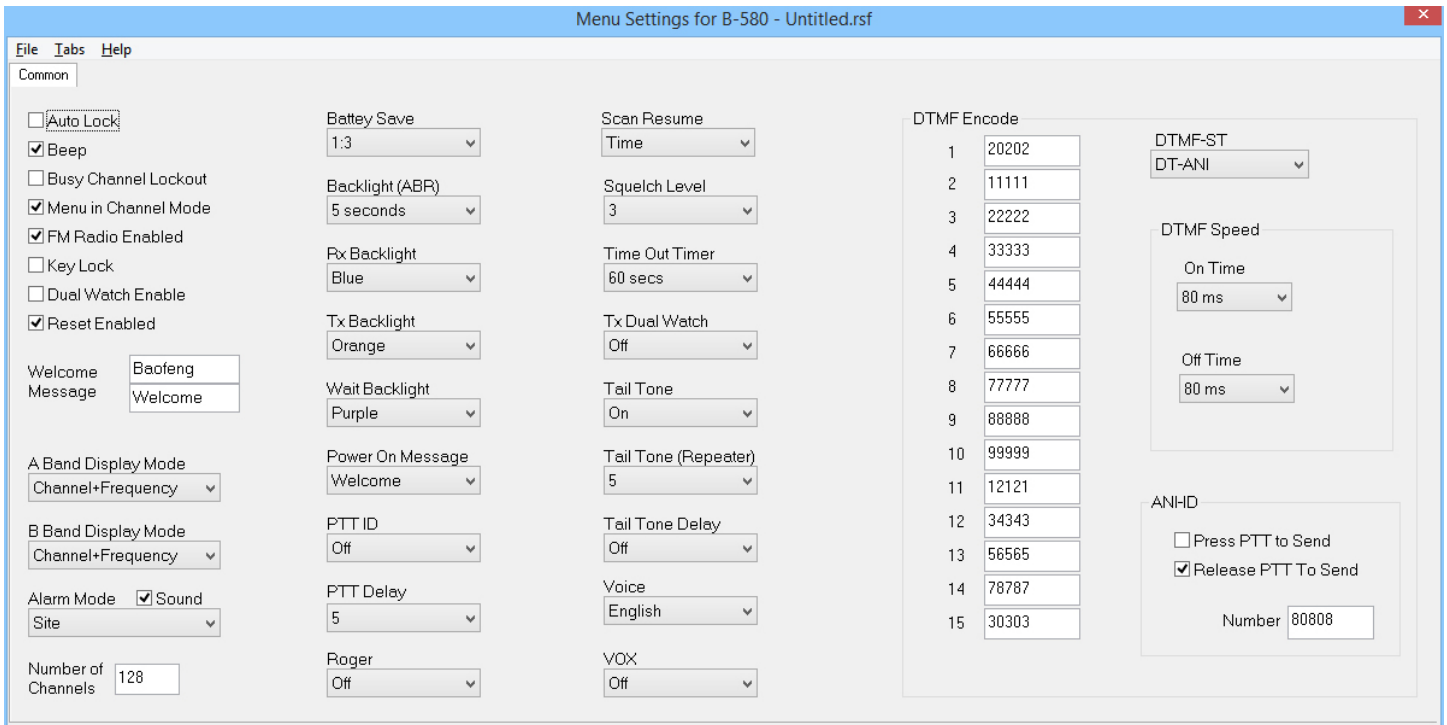 Menu Settings for B-580 - Untitled.rsf
File Tabs Help
Common
Auto Lock
Beep
Busy Channel Lockout
Menu in Channel Mode
FM Radio Enabled
Key Lock
Dual Watch Enable
Reset Enabled
Welcome Message
Baofeng
Welcome
A Band Display Mode
Channel+Frequency
B Band Display Mode
Channel+Frequency
Alarm Mode Sound
Site
Number of Channels
128
Battey Save
1:3
Backlight (ABR)
5 seconds
Rx Backlight
Blue
Tx Backlight
Orange
Wait Backlight
Purple
Power On Message
Welcome
PTT ID
Off
PTT Delay
5
Roger
Off
Scan Resume
Time
Squelch Level
3
Time Out Timer
60 secs
Tx Dual Watch
Off
Tail Tone
On
Tail Tone (Repeater)
5
Tail Tone Delay
Off
Voice
English
VOX
Off
DTMF Encode
1 20202
2 11111
3 22222
4 33333
5 44444
6 55555
7 66666
8 77777
9 88888
10 99999
11 12121
12 34343
13 56565
14 78787
15 30303
DTMF-ST
DT-ANI
DTMF Speed
On Time
80 ms
Off Time
80 ms
ANI-ID
Press PTT to Send
Release PTT To Send
Number 80808